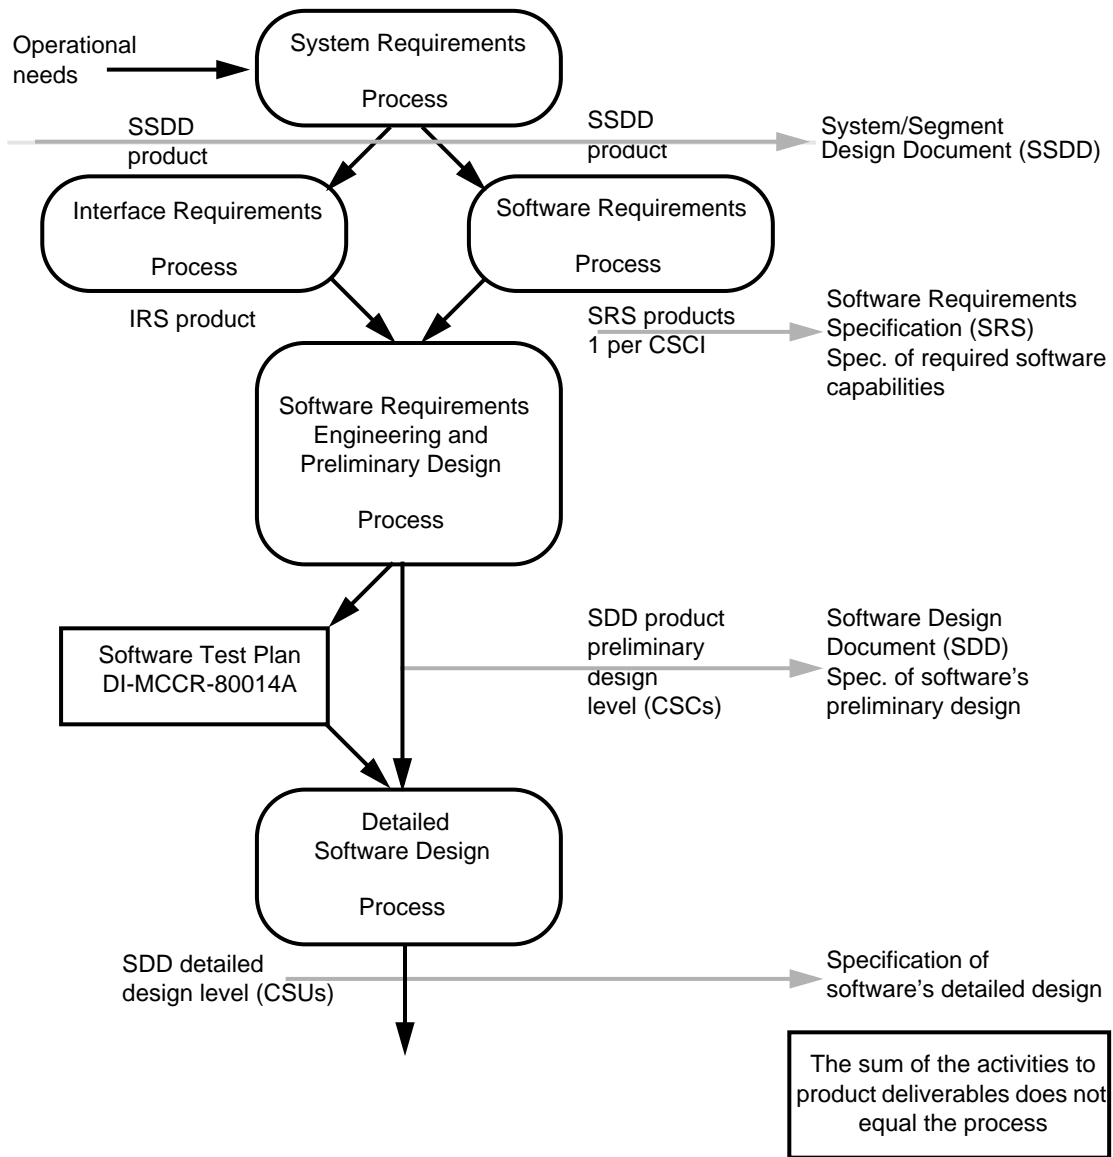 System Requirements
Process
Operational
needs
SSDD
product
SSDD
product
System/Segment
Design Document (SSDD)
Interface Requirements
Process
Software Requirements
Process
IRS product
SRS products
1 per CSCI
Software Requirements
Specification (SRS)
Spec. of required software
capabilities
Software Requirements
Engineering and
Preliminary Design
Process
Software Test Plan
DI-MCCR-80014A
SDD product
preliminary
design
level (CSCs)
Software Design
Document (SDD)
Spec. of software’s
preliminary design
Detailed
Software Design
Process
SDD detailed
design level (CSUs)
Specification of
software’s detailed design
The sum of the activities to
product deliverables does not
equal the process